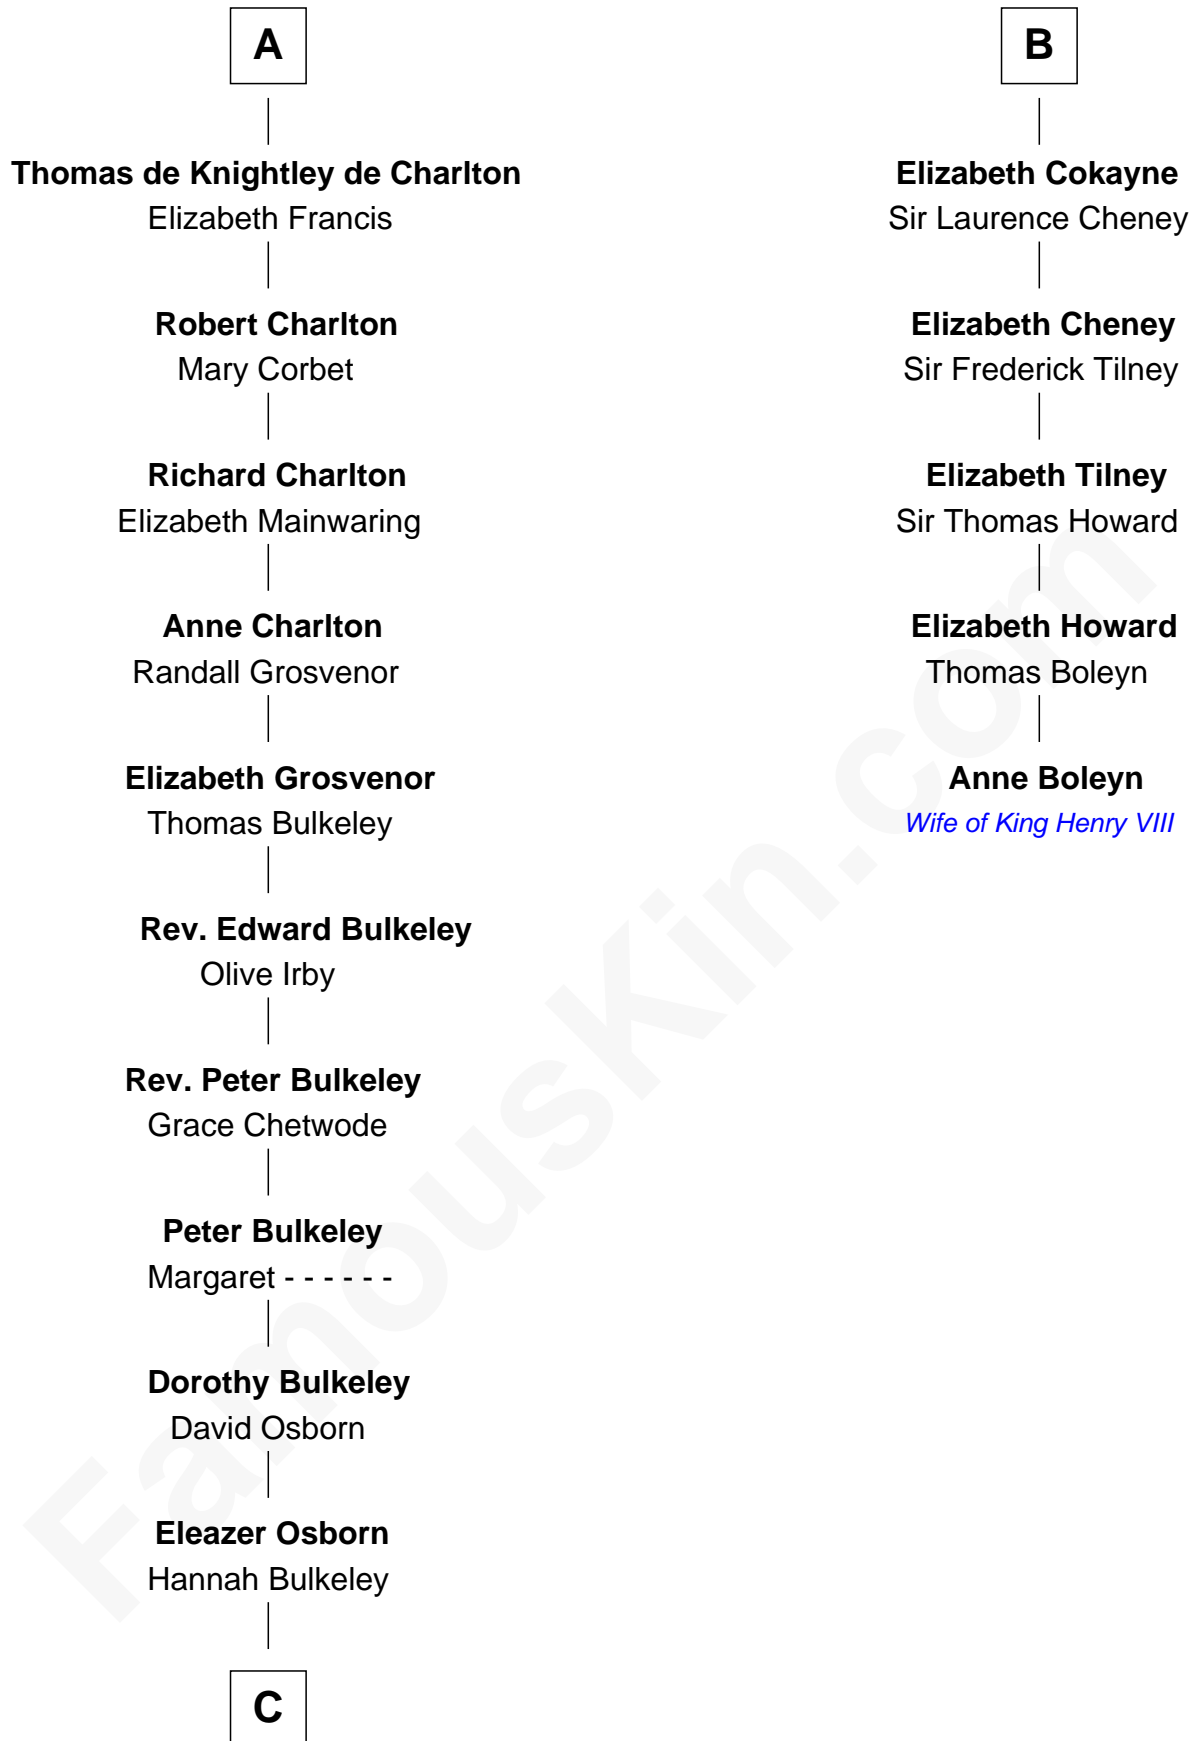 A
Thomas de Knightley de Charlton
Elizabeth Francis
Robert Charlton
Mary Corbet
Richard Charlton
Elizabeth Mainwaring
Anne Charlton
Randall Grosvenor
Elizabeth Grosvenor
Thomas Bulkeley
Rev. Edward Bulkeley
Olive Irby
Rev. Peter Bulkeley
Grace Chetwode
Peter Bulkeley
Margaret - - - - - -
Dorothy Bulkeley
David Osborn
Eleazer Osborn
Hannah Bulkeley
C
B
Elizabeth Cokayne
Sir Laurence Cheney
Elizabeth Cheney
Sir Frederick Tilney
Elizabeth Tilney
Sir Thomas Howard
Elizabeth Howard
Thomas Boleyn
Anne Boleyn
Wife of King Henry VIII
FamousKin.com